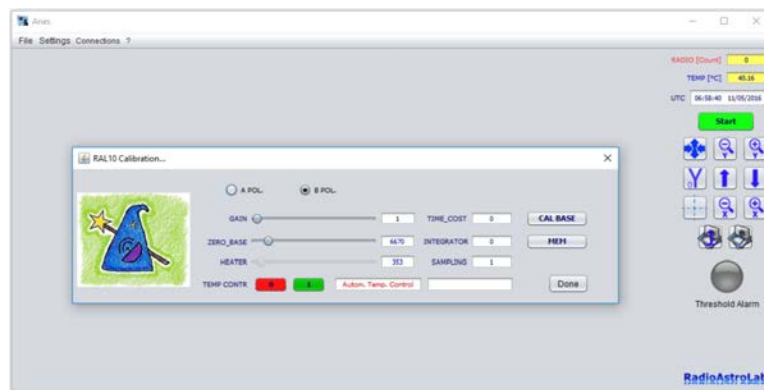 Aries
File Settings Connections ?
RADIO [Count] 0
TEMP [°C] 40.16
UTC 06:58:40 11/05/2016
Start
RAL10 Calibration...
A POL. B POL.
GAIN 1 TIME_COST 0 CAL BASE
ZERO_BASE 6670 INTEGRATOR 0 MEM
HEATER 353 SAMPLING 1
TEMP CONTR 0 1 Autom. Temp. Control Done
Threshold Alarm
RadioAstroLab